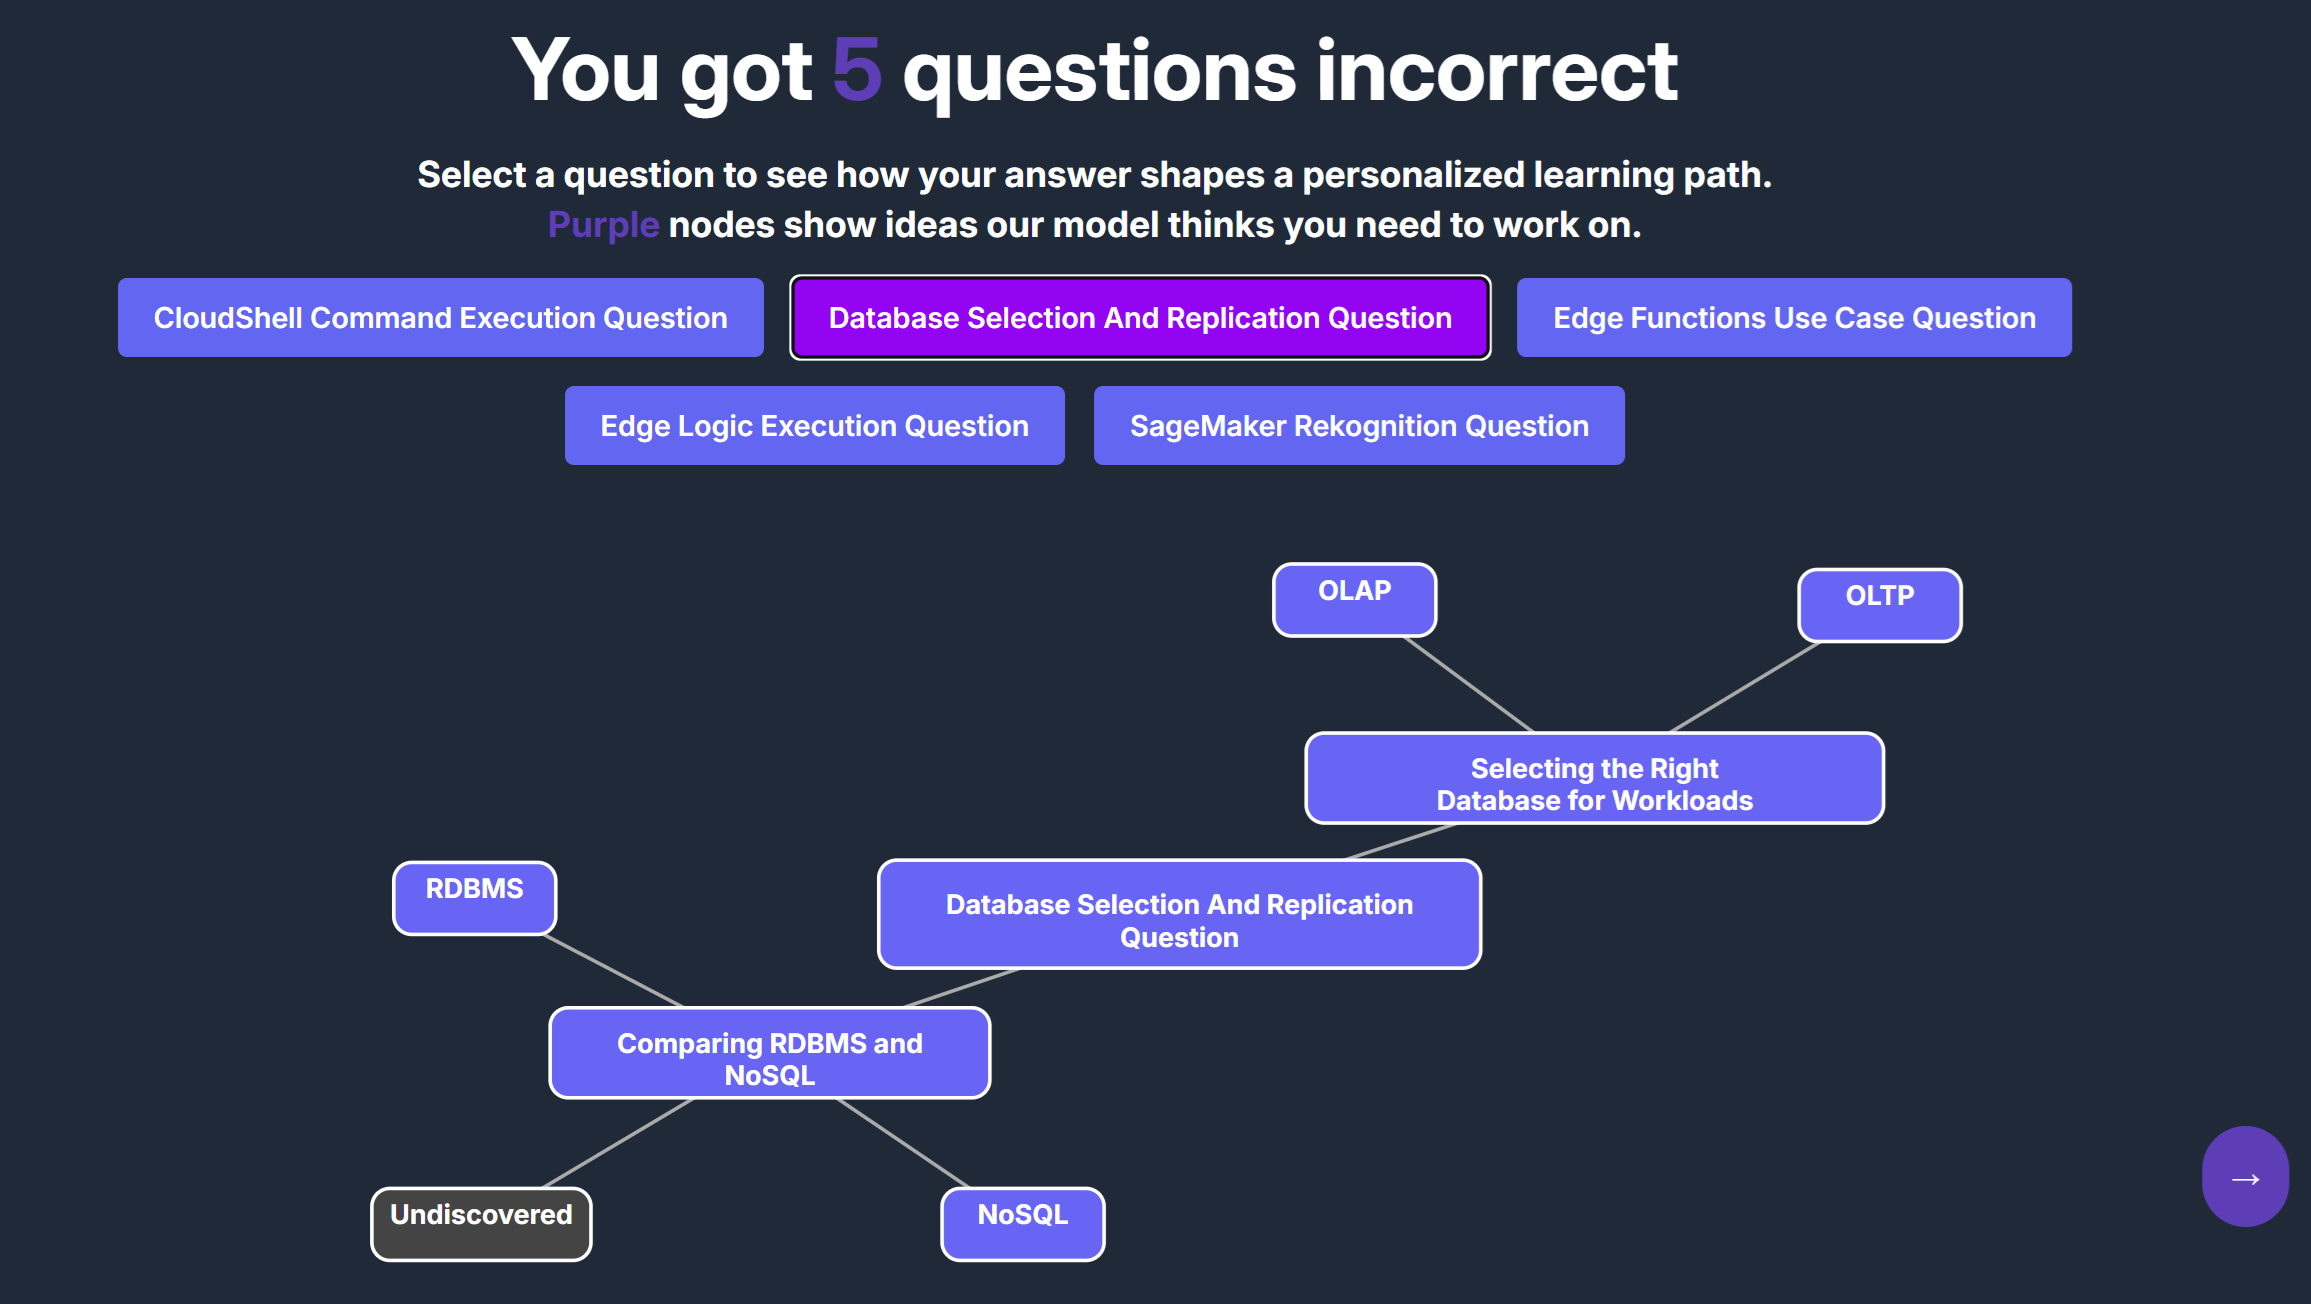 You got 5 questions incorrect
Select a question to see how your answer shapes a personalized learning path.
Purple nodes show ideas our model thinks you need to work on.
CloudShell Command Execution Question
Database Selection And Replication Question
Edge Functions Use Case Question
Edge Logic Execution Question
SageMaker Rekognition Question
OLAP
OLTP
Selecting the Right
Database for Workloads
RDBMS
Database Selection And Replication
Question
Comparing RDBMS and
NoSQL
Undiscovered
NoSQL
→